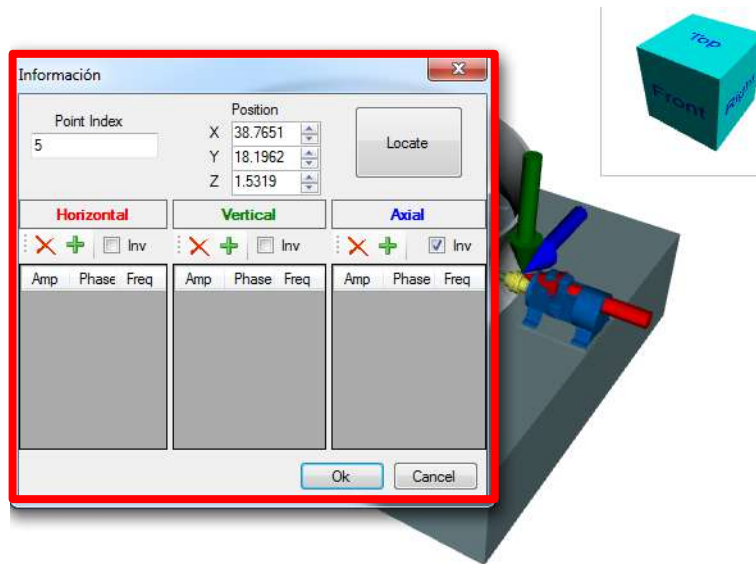 Información
Point Index
5
Position
X 38.7651
Y 18.1962
Z 1.5319
Locate
Horizontal Vertical Axial
Inv Inv Inv
Amp Phase Freq Amp Phase Freq Amp Phase Freq
Ok Cancel
Top
Front Right